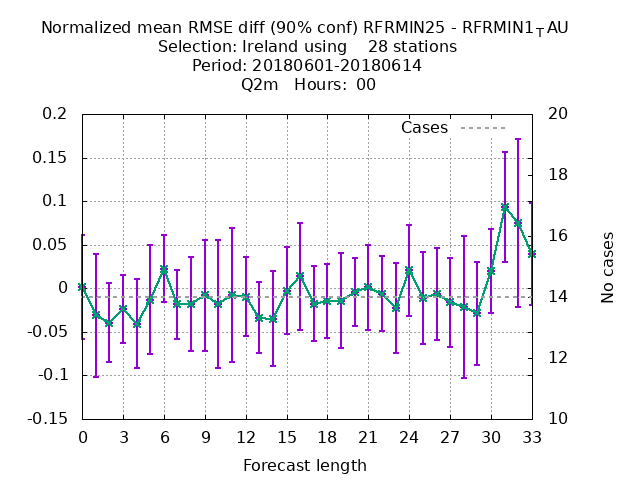 Normalized mean RMSE diff (90% conf) RFRMIN25 - RFRMIN1TAU
Selection: Ireland using 28 stations
Period: 20180601-20180614
Q2m Hours: 00
Cases
0.2
0.15
0.1
0.05
0
-0.05
-0.1
-0.15
20
18
16
14
12
10
No cases
0 3 6 9 12 15 18 21 24 27 30 33
Forecast length